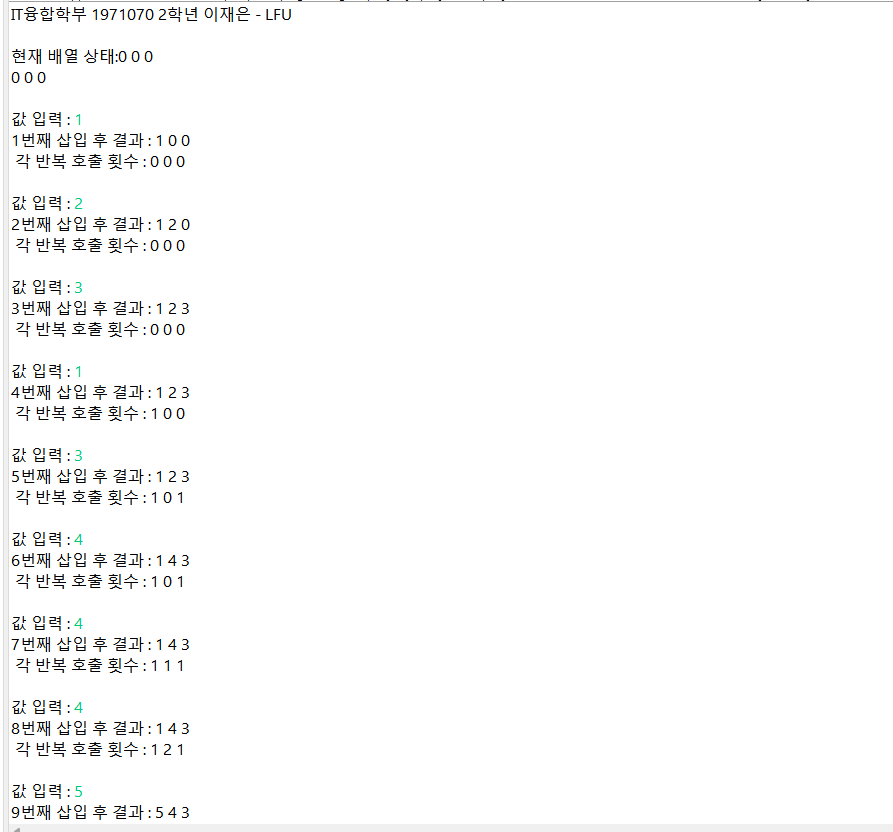 IT융합학부 1971070 2학년 이재은 - LFU
현재 배열 상태:0 0 0
0 0 0
값 입력 : 1
1번째 삽입 후 결과 : 1 0 0
각 반복 호출 횟수 : 0 0 0
값 입력 : 2
2번째 삽입 후 결과 : 1 2 0
각 반복 호출 횟수 : 0 0 0
값 입력 : 3
3번째 삽입 후 결과 : 1 2 3
각 반복 호출 횟수 : 0 0 0
값 입력 : 1
4번째 삽입 후 결과 : 1 2 3
각 반복 호출 횟수 : 1 0 0
값 입력 : 3
5번째 삽입 후 결과 : 1 2 3
각 반복 호출 횟수 : 1 0 1
값 입력 : 4
6번째 삽입 후 결과 : 1 4 3
각 반복 호출 횟수 : 1 0 1
값 입력 : 4
7번째 삽입 후 결과 : 1 4 3
각 반복 호출 횟수 : 1 1 1
값 입력 : 4
8번째 삽입 후 결과 : 1 4 3
각 반복 호출 횟수 : 1 2 1
값 입력 : 5
9번째 삽입 후 결과 : 5 4 3